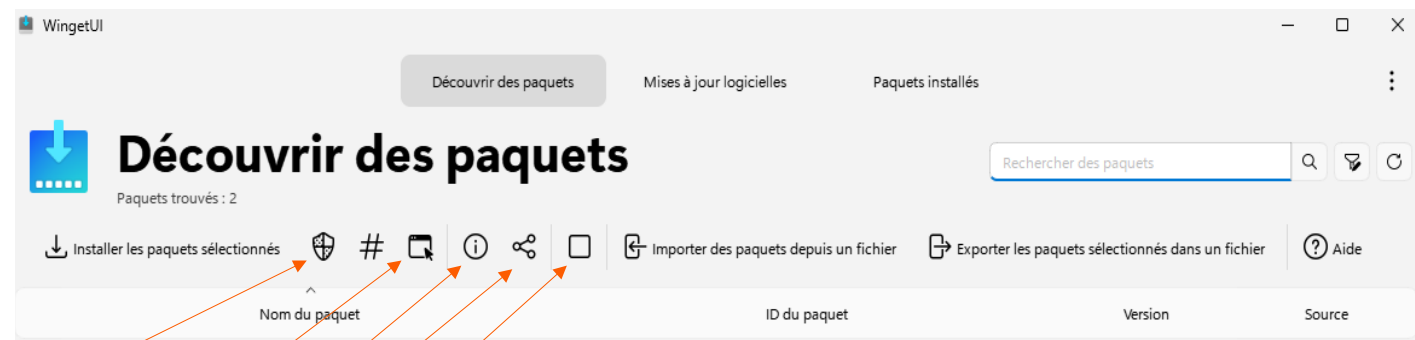 WingetUI
Découvrir des paquets Mises à jour logicielles Paquets installés
Découvrir des paquets
Rechercher des paquets
Paquets trouvés : 2
Installer les paquets sélectionnés # Importer des paquets depuis un fichier Exporter les paquets sélectionnés dans un fichier Aide
Nom du paquet ID du paquet Version Source